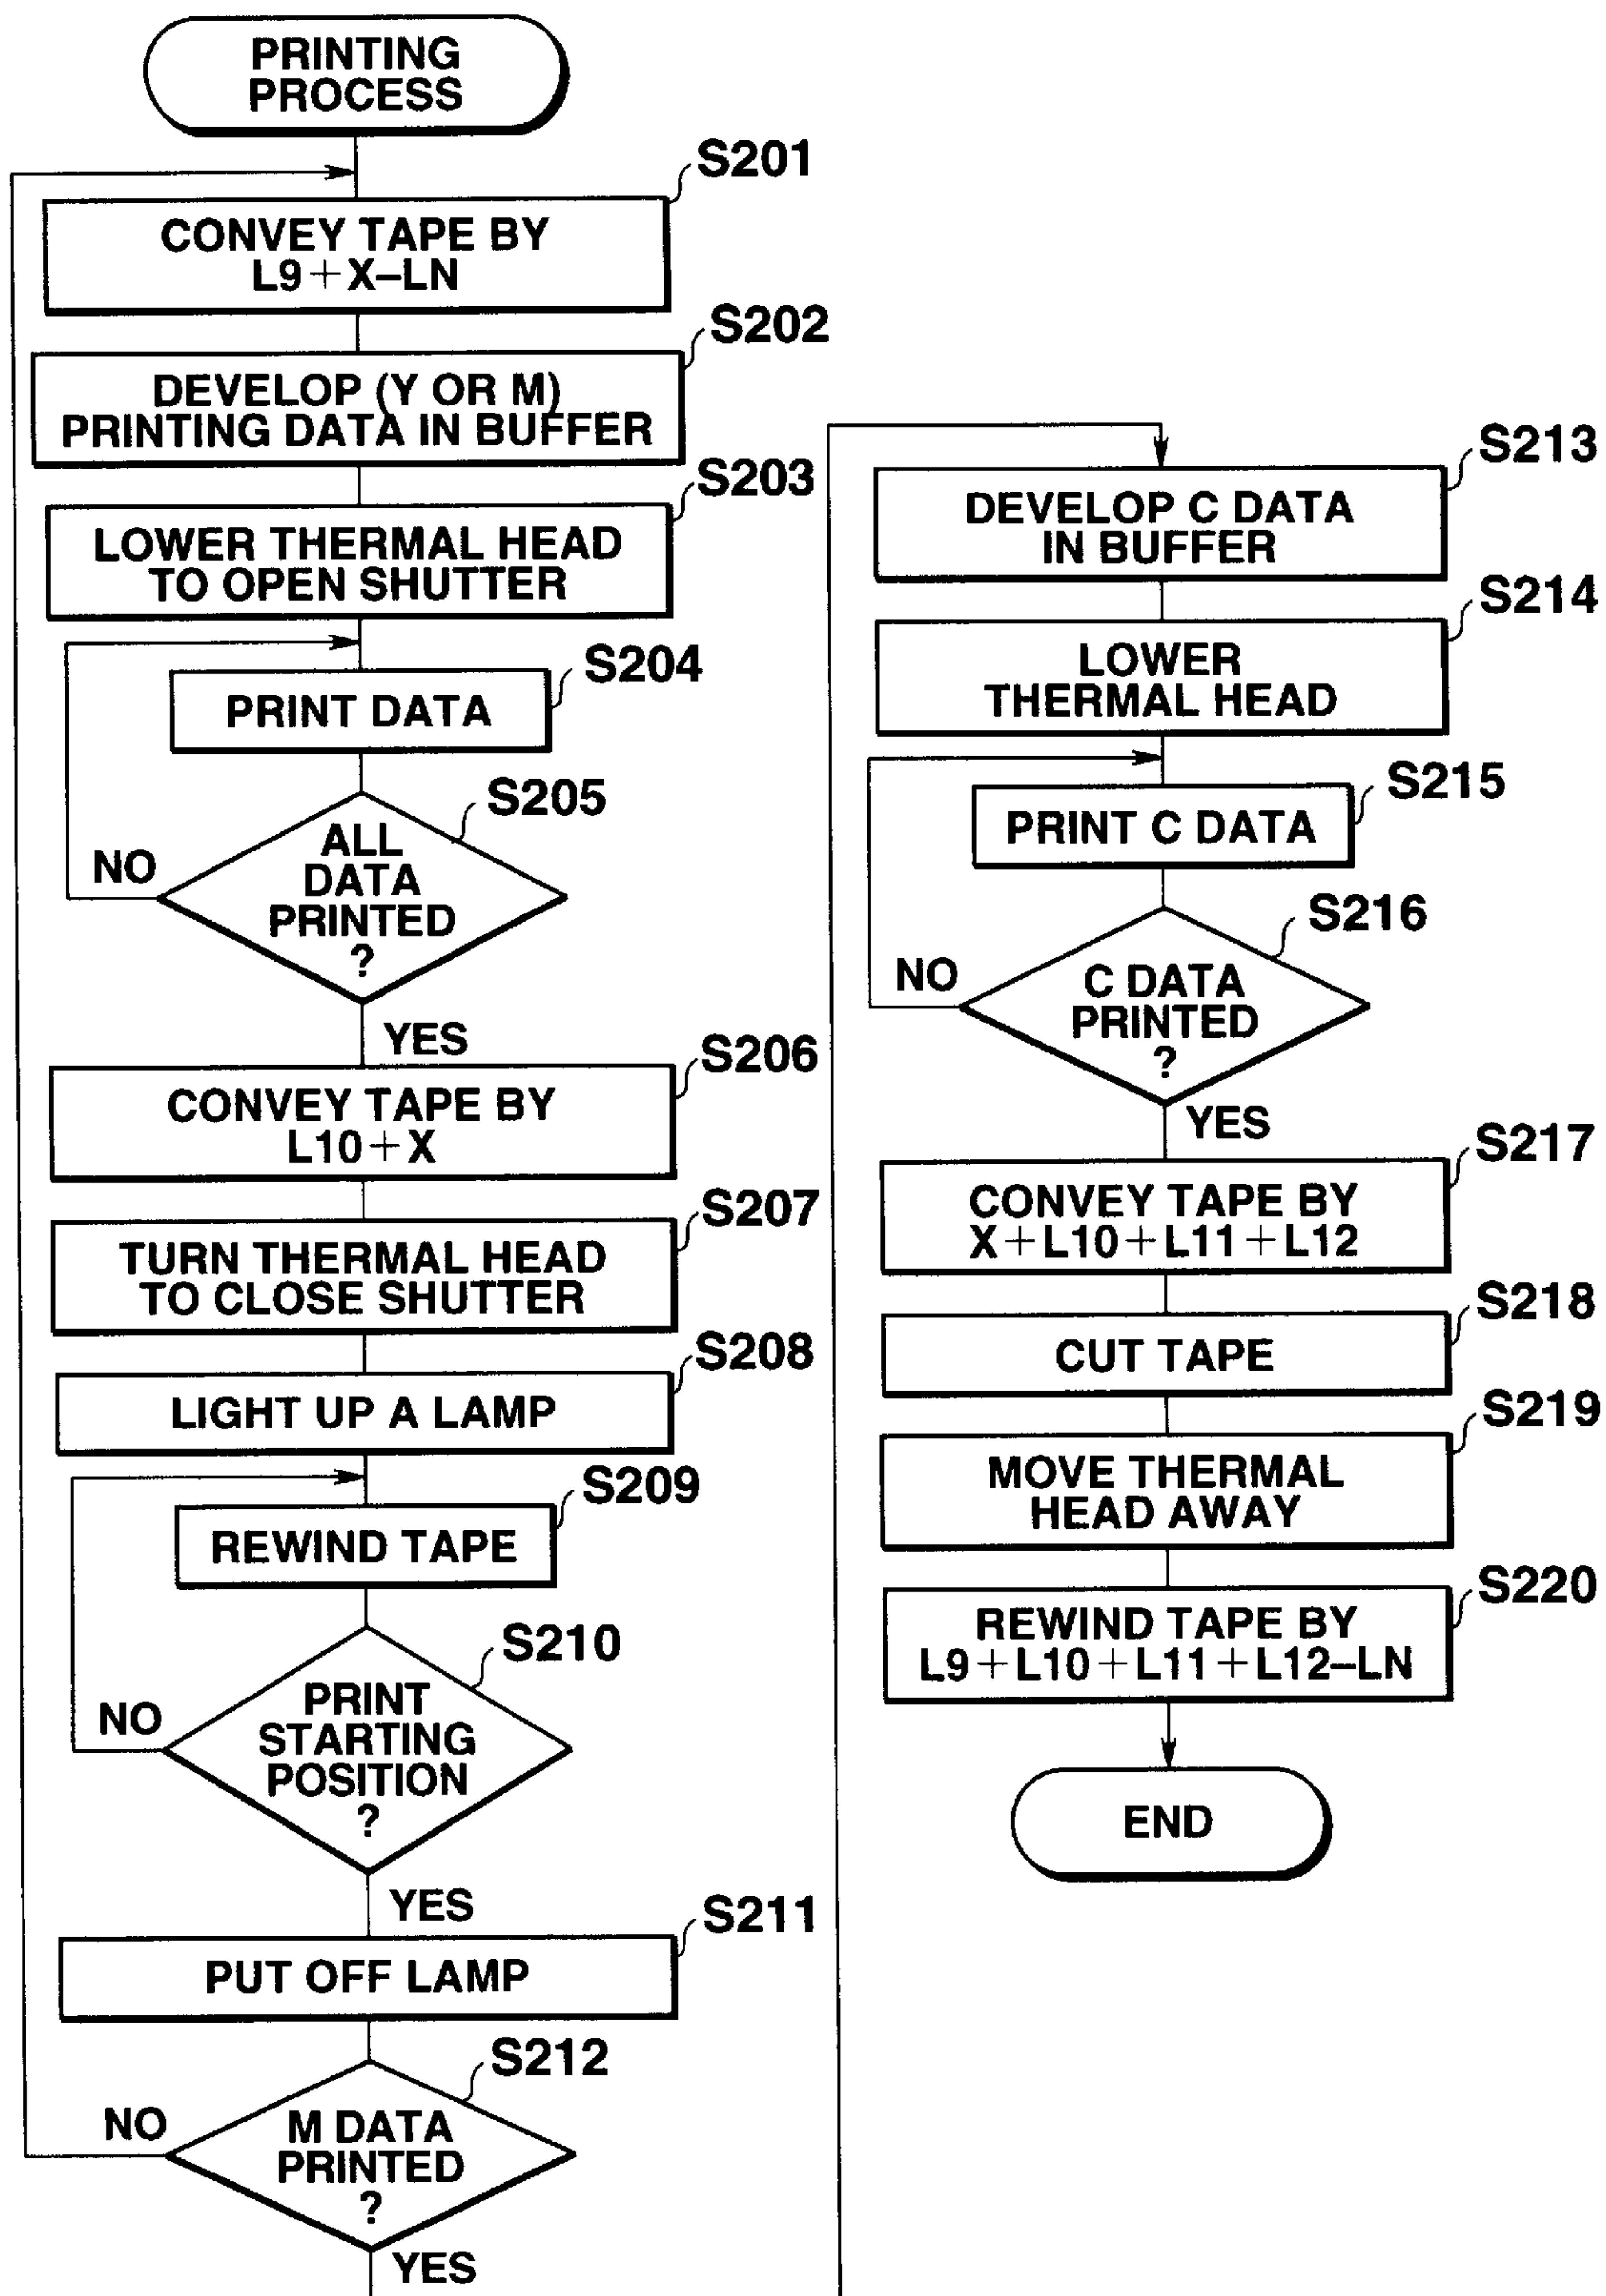 PRINTING
PROCESS
S201
CONVEY TAPE BY
L9+X–LN
S202
DEVELOP (Y OR M)
PRINTING DATA IN BUFFER
S203
LOWER THERMAL HEAD
TO OPEN SHUTTER
S204
PRINT DATA
S205
ALL
DATA
PRINTED
?
NO
YES
S206
CONVEY TAPE BY
L10+X
S207
TURN THERMAL HEAD
TO CLOSE SHUTTER
S208
LIGHT UP A LAMP
S209
REWIND TAPE
S210
PRINT
STARTING
POSITION
?
NO
YES
S211
PUT OFF LAMP
S212
M DATA
PRINTED
?
NO
YES
S213
DEVELOP C DATA
IN BUFFER
S214
LOWER
THERMAL HEAD
S215
PRINT C DATA
S216
C DATA
PRINTED
?
NO
YES
S217
CONVEY TAPE BY
X+L10+L11+L12
S218
CUT TAPE
S219
MOVE THERMAL
HEAD AWAY
S220
REWIND TAPE BY
L9+L10+L11+L12–LN
END